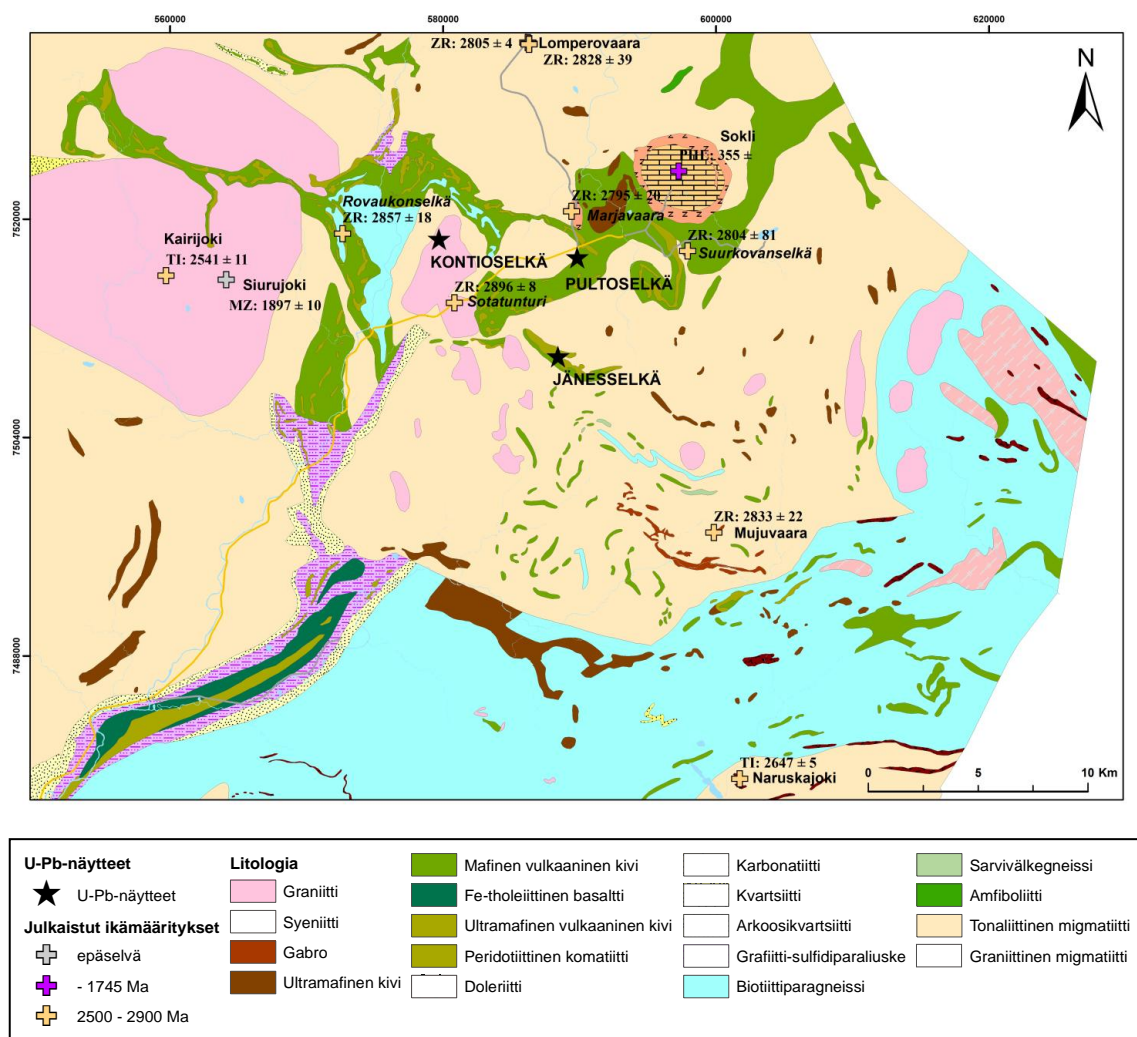 560000
580000
600000
620000
ZR: 2805 ± 4
Lomperovaara
ZR: 2828 ± 39
N
Sokli
355 ±
ZR: 2795 ± 20
Marjavaara
Rovaukonselkä
ZR: 2857 ± 18
7520000
ZR: 2804 ± 81
Suurkovanselkä
Kairijoki
TI: 2541 ± 11
Siurujoki
MZ: 1897 ± 10
KONTIOSELKÄ
PULTOSELKÄ
ZR: 2896 ± 8
Sotatunturi
JÄNESSELKÄ
7504000
ZR: 2833 ± 22
Mujuvaara
7488000
TI: 2647 ± 5
Naruskajoki
0
5
10 Km
U-Pb-näytteet
U-Pb-näytteet
Julkaistut ikämääritykset
epäselvä
- 1745 Ma
2500 - 2900 Ma
Litologia
Graniitti
Syeniitti
Gabro
Ultramafinen kivi
Mafinen vulkaaninen kivi
Fe-tholeiittinen basaltti
Ultramafinen vulkaaninen kivi
Peridotiittinen komatiitti
Doleriitti
Karbonatiitti
Kvartsiitti
Arkoosikvartsiitti
Grafiitti-sulfidiparaliuske
Biotiittiparagneissi
Sarvivälkegneissi
Amfiboliitti
Tonaliittinen migmatiitti
Graniittinen migmatiitti